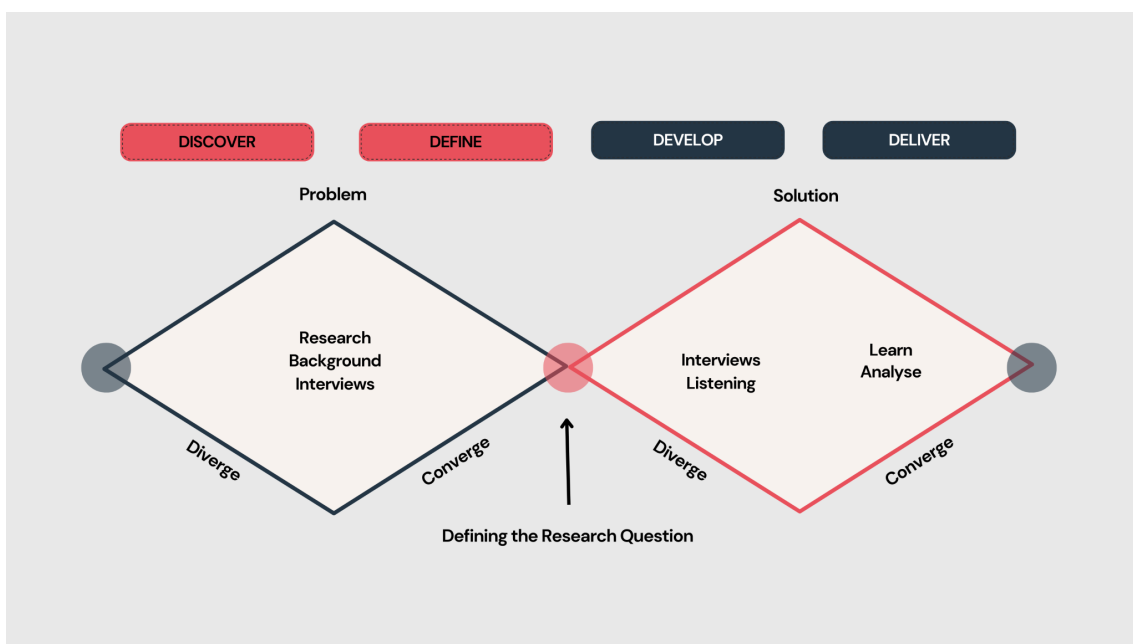 DISCOVER
DEFINE
DEVELOP
DELIVER
Problem
Solution
Research
Background
Interviews
Interviews
Listening
Learn
Analyse
Diverge
Converge
Diverge
Converge
Defining the Research Question